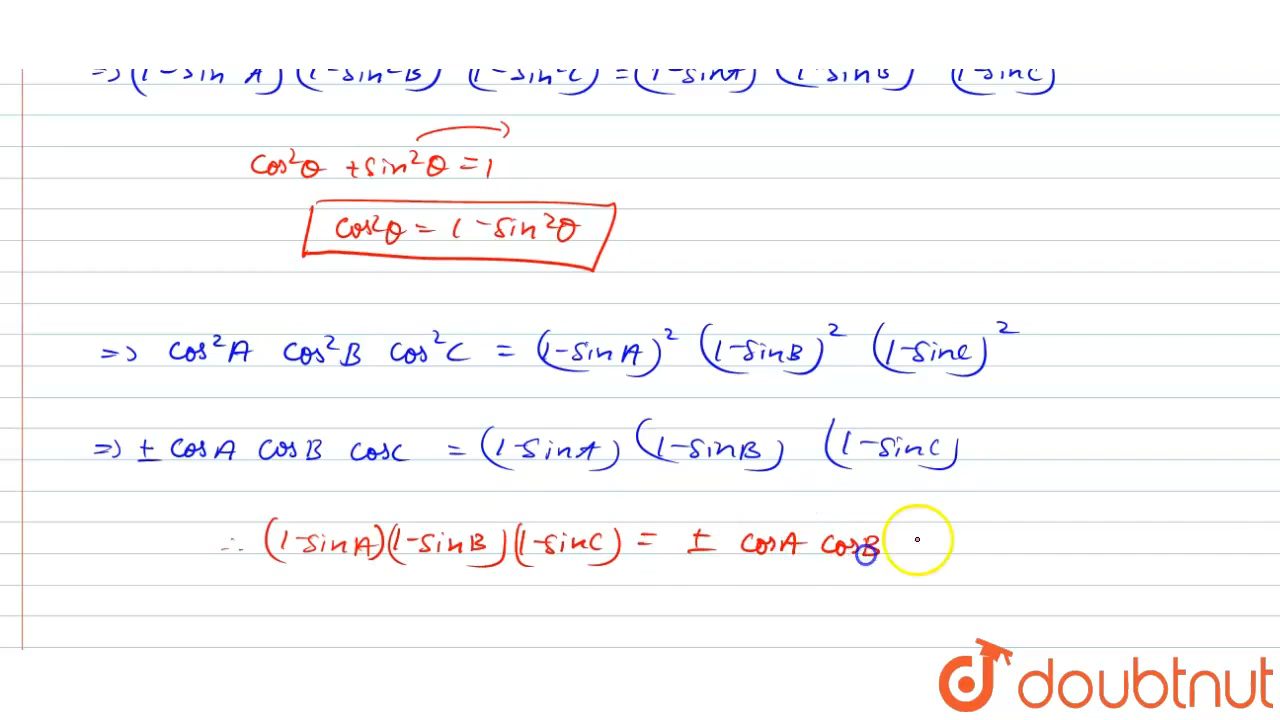 ⇒ (1-sin²A) (1-sin²B) (1-sin²C) = (1-sinA)² (1-sinB)² (1-sinC)²
cos²θ + sin²θ = 1
cos²θ = 1 - sin²θ
⇒ cos²A cos²B cos²C = (1-sinA)² (1-sinB)² (1-sinC)²
⇒ ± cosA cosB cosC = (1-sinA) (1-sinB) (1-sinC)
∴ (1-sinA)(1-sinB)(1-sinC) = ± cosA cosB
doubtnut